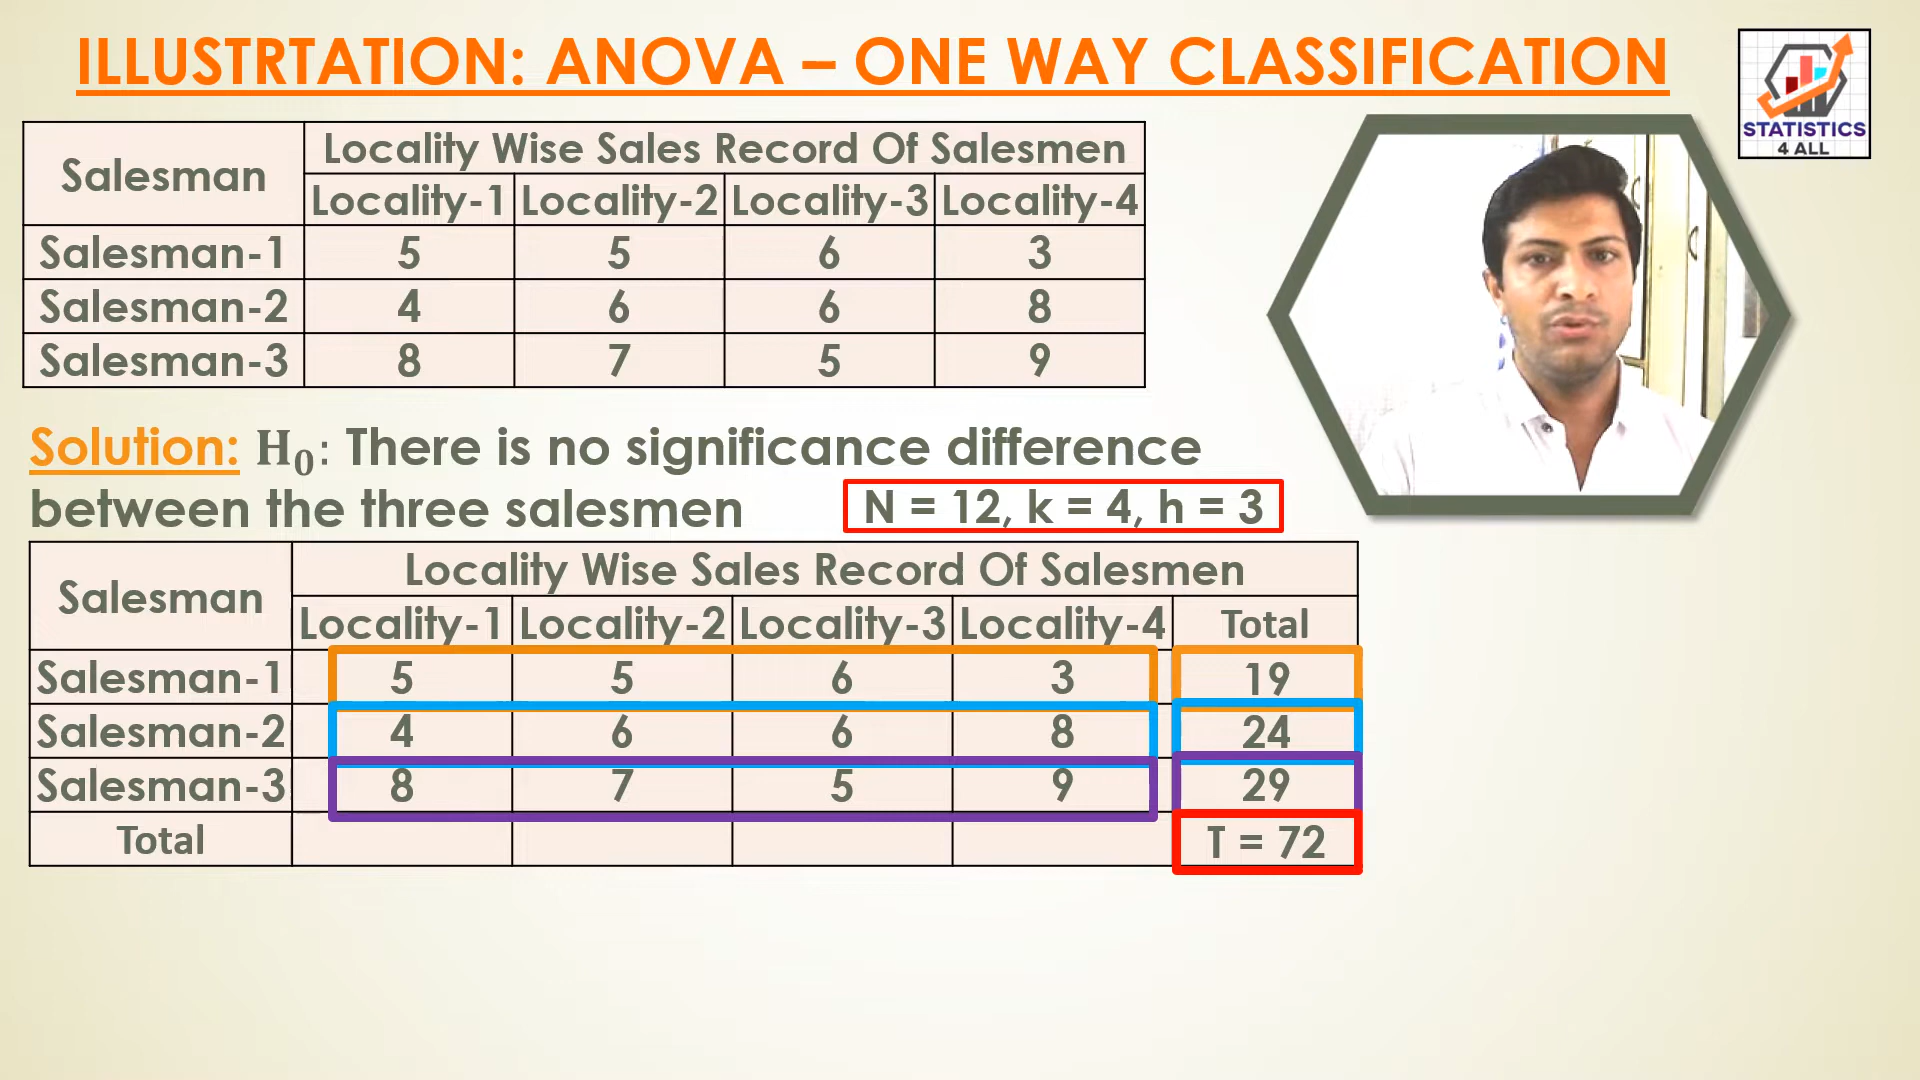 ILLUSTRTATION: ANOVA – ONE WAY CLASSIFICATION
STATISTICS
4 ALL
Salesman Locality Wise Sales Record Of Salesmen
Locality-1 Locality-2 Locality-3 Locality-4
Salesman-1 5 5 6 3
Salesman-2 4 6 6 8
Salesman-3 8 7 5 9
Solution: H₀: There is no significance difference
between the three salesmen N = 12, k = 4, h = 3
Salesman Locality Wise Sales Record Of Salesmen
Locality-1 Locality-2 Locality-3 Locality-4 Total
Salesman-1 5 5 6 3 19
Salesman-2 4 6 6 8 24
Salesman-3 8 7 5 9 29
Total T = 72